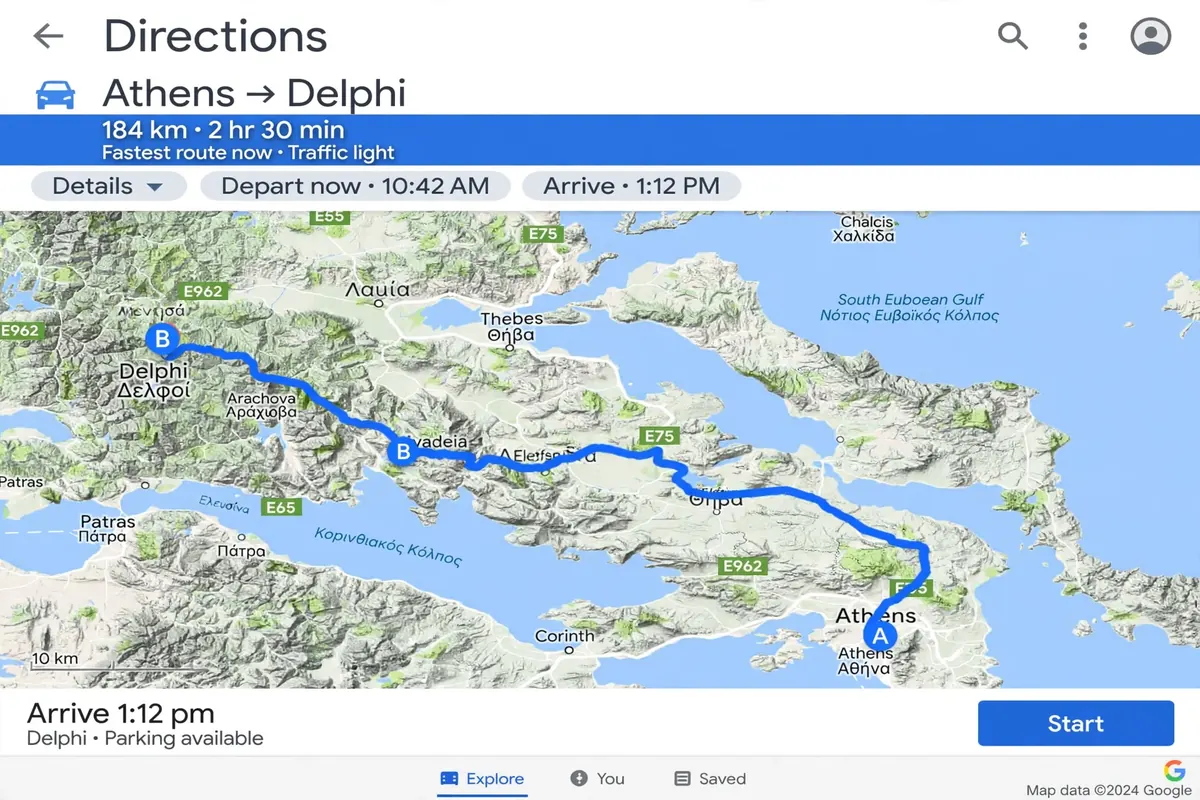 Directions
Athens → Delphi
184 km • 2 hr 30 min
Fastest route now • Traffic light
Details
Depart now • 10:42 AM
Arrive • 1:12 PM
E55
E75
Chalcis
Χαλκίδα
E962
Λαμία
South Euboean Gulf
Νότιος Ευβοϊκός Κόλπος
Thebes
Θήβα
E962
B
Delphi
Δελφοί
Arachova
Αράχωβα
E75
B
vadeia
Patras
Ελευσίνα
E65
Θήβα
Patras
Πάτρα
Πάτρα
Κορινθιακός Κόλπος
E962
Athens
Corinth
A
Athens
Αθήνα
10 km
Arrive 1:12 pm
Delphi • Parking available
Start
Explore
You
Saved
Map data ©2024 Google